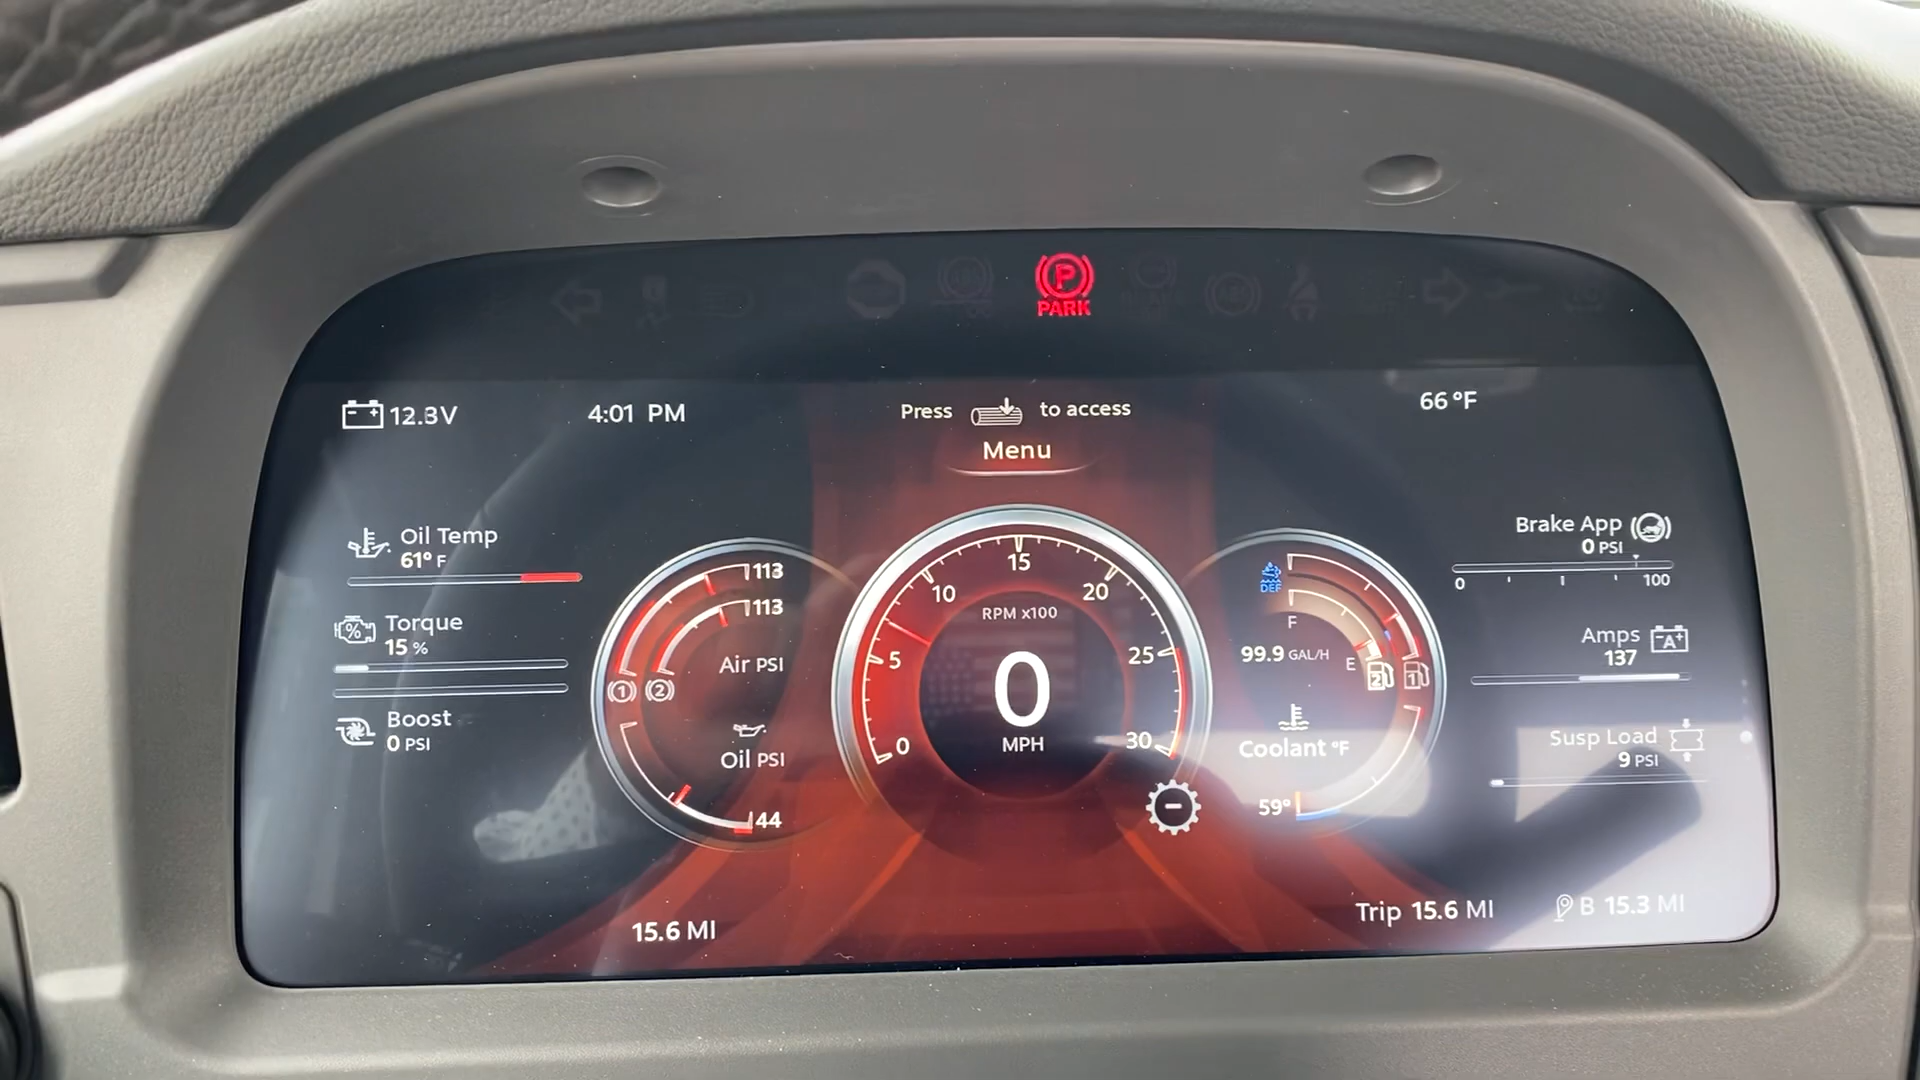 P
PARK
12.3V
4:01 PM
Press to access
Menu
66 °F
Oil Temp
61° F
Torque
15 %
Boost
0 PSI
113
113
Air PSI
1 2
Oil PSI
44
0
5
10
15
20
25
30
RPM x100
0
MPH
DEF
F
99.9 GAL/H
E
2
1
Coolant °F
59°
Brake App
0 PSI
0 100
Amps
137
Susp Load
9 PSI
15.6 MI
Trip 15.6 MI
B 15.3 MI